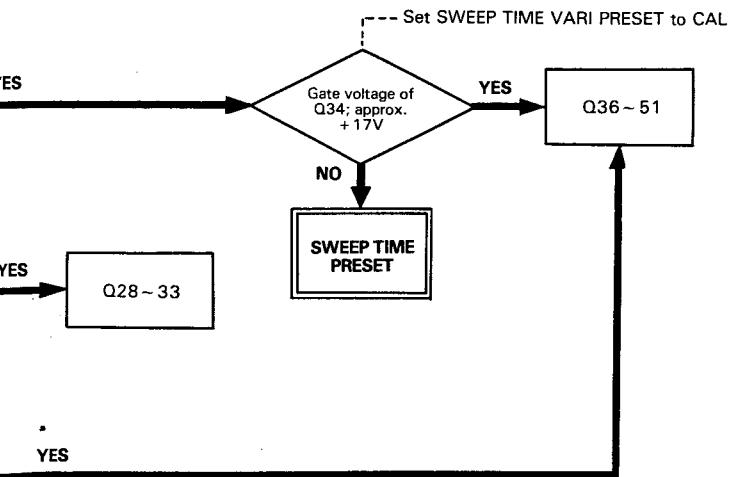 Set SWEEP TIME VARI PRESET to CAL
YES
Gate voltage of
Q34; approx.
+17V
YES
Q36~51
NO
SWEEP TIME
PRESET
YES
Q28~33
YES